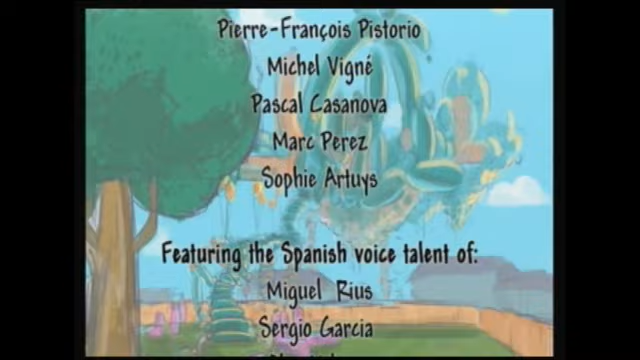 Pierre-François Pistorio
Michel Vigné
Pascal Casanova
Marc Perez
Sophie Artuys
Featuring the Spanish voice talent of:
Miguel Rius
Sergio Garcia